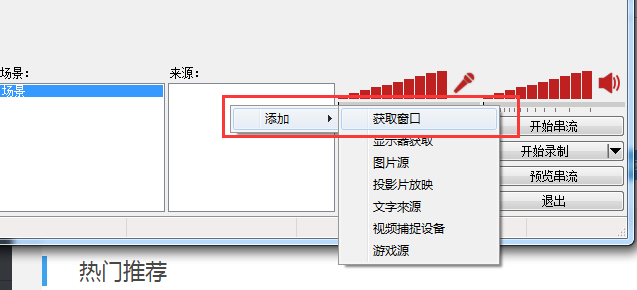 场景：
来源：
场景
添加
获取窗口
显示器获取
图片源
投影片放映
文字來源
视频捕捉设备
游戏源
开始串流
开始录制
预览串流
退出
热门推荐